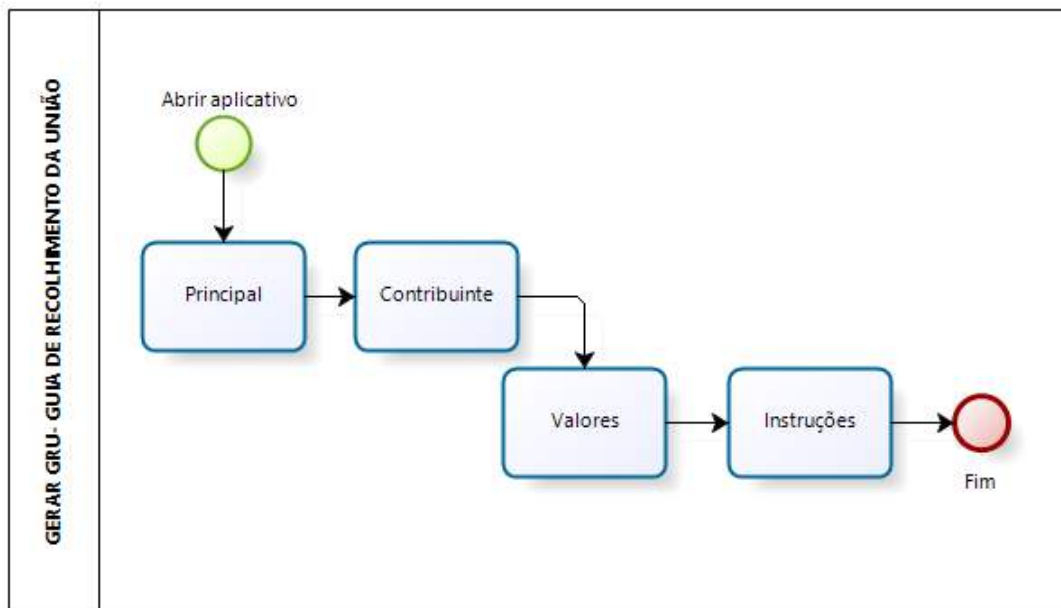 GERAR GRU- GUIA DE RECOLHIMENTO DA UNIÃO
Abrir aplicativo
Principal
Contribuinte
Valores
Instruções
Fim